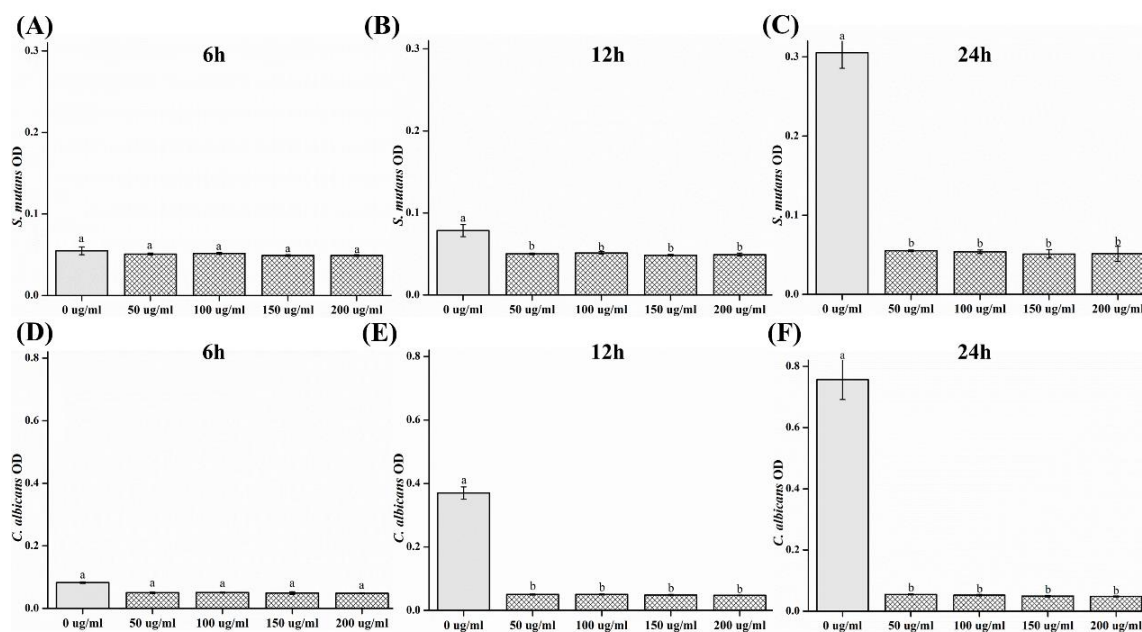 (A)
6h
0.3
0.2
0.1
0.0
S. mutans OD
a a a a a
0 ug/ml 50 ug/ml 100 ug/ml 150 ug/ml 200 ug/ml
(B)
12h
0.3
0.2
0.1
0.0
S. mutans OD
a b b b b
0 ug/ml 50 ug/ml 100 ug/ml 150 ug/ml 200 ug/ml
(C)
24h
0.3
0.2
0.1
0.0
S. mutans OD
a b b b b
0 ug/ml 50 ug/ml 100 ug/ml 150 ug/ml 200 ug/ml
(D)
6h
0.8
0.6
0.4
0.2
0.0
C. albicans OD
a a a a a
0 ug/ml 50 ug/ml 100 ug/ml 150 ug/ml 200 ug/ml
(E)
12h
0.8
0.6
0.4
0.2
0.0
C. albicans OD
a b b b b
0 ug/ml 50 ug/ml 100 ug/ml 150 ug/ml 200 ug/ml
(F)
24h
0.8
0.6
0.4
0.2
0.0
C. albicans OD
a b b b b
0 ug/ml 50 ug/ml 100 ug/ml 150 ug/ml 200 ug/ml